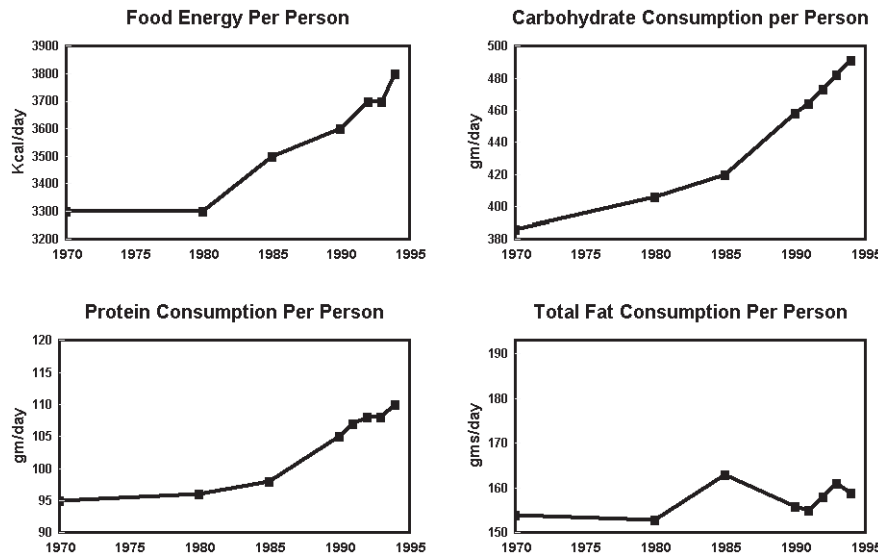 Food Energy Per Person
3900
3800
3700
3600
3500
3400
3300
3200
Kcal/day
1970 1975 1980 1985 1990 1995
Carbohydrate Consumption per Person
500
480
460
440
420
400
380
gm/day
1970 1975 1980 1985 1990 1995
Protein Consumption Per Person
120
110
105
100
95
90
gm/day
1970 1975 1980 1985 1990 1995
Total Fat Consumption Per Person
190
180
170
160
150
gms/day
1970 1975 1980 1985 1990 1995